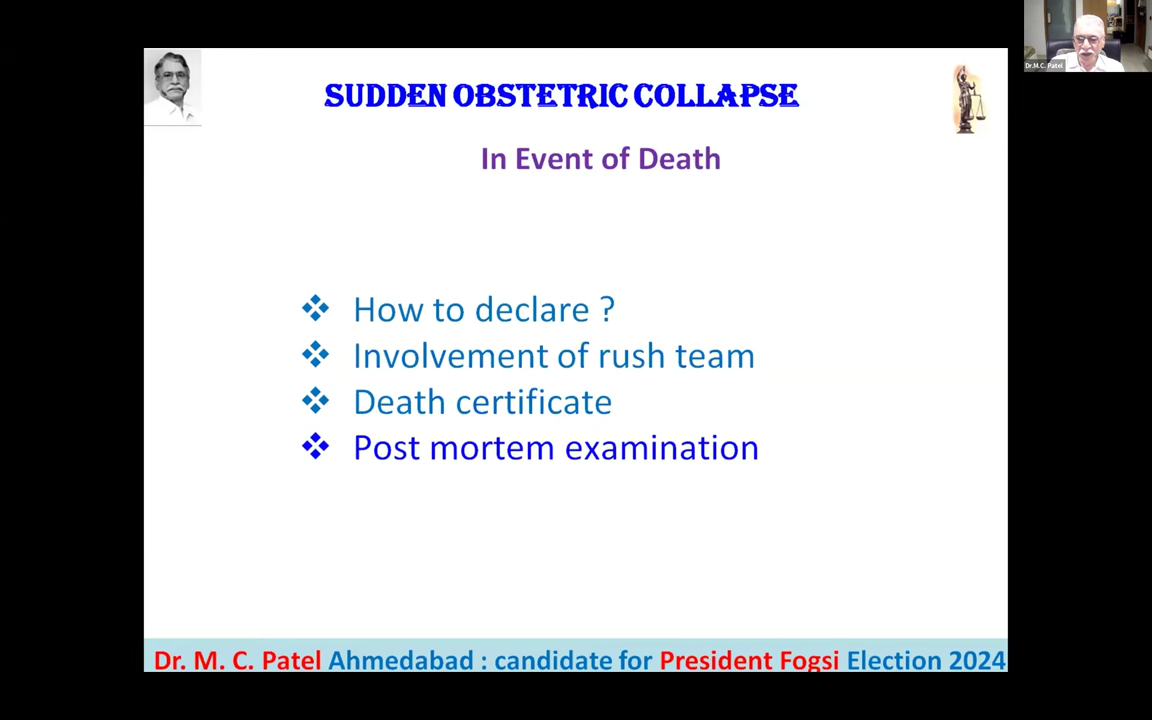 Dr.M.C. Patel
SUDDEN OBSTETRIC COLLAPSE
In Event of Death
How to declare ?
Involvement of rush team
Death certificate
Post mortem examination
Dr. M. C. Patel Ahmedabad : candidate for President Fogsi Election 2024